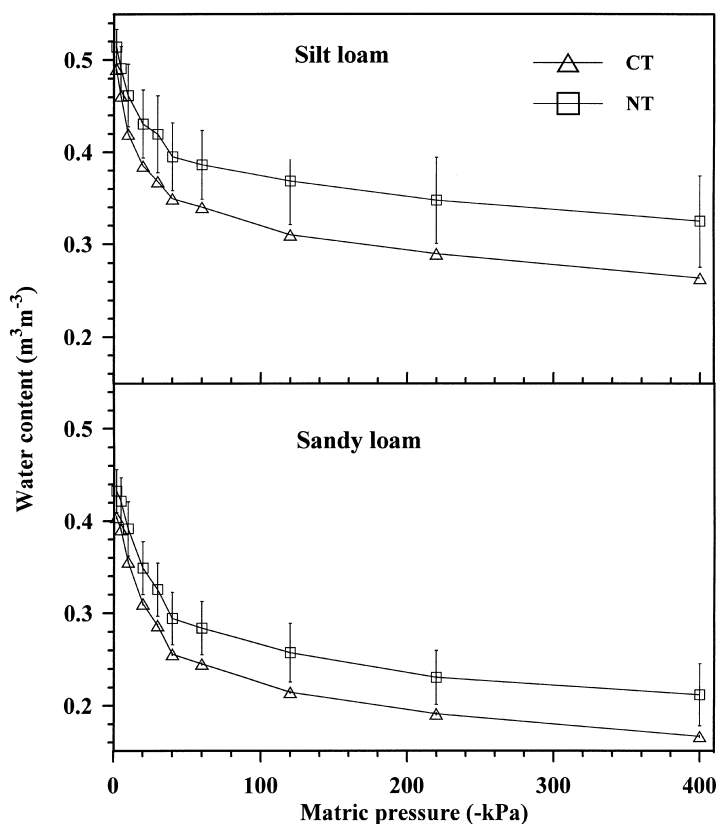 Silt loam
CT
NT
0.5
0.4
0.3
0.2
Sandy loam
0.5
0.4
0.3
0.2
Water content (m³m⁻³)
0 100 200 300 400
Matric pressure (-kPa)